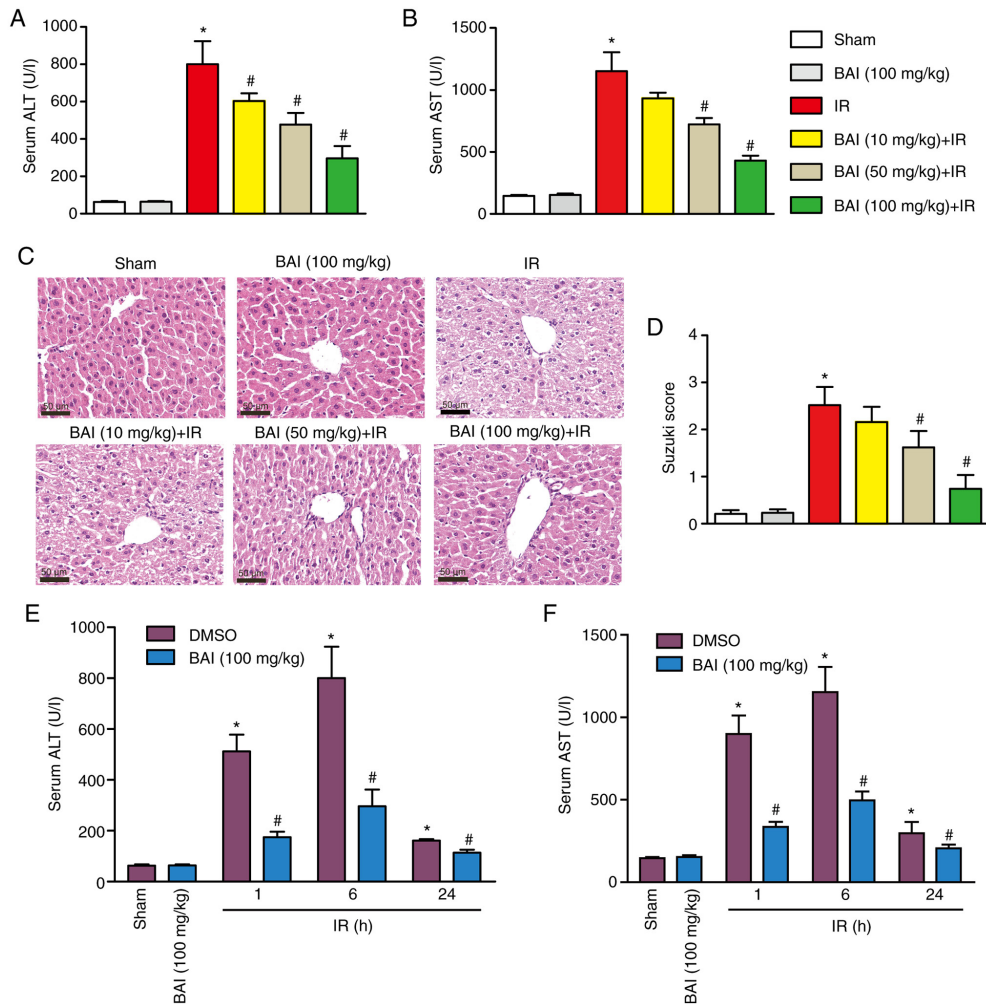 A
Serum ALT (U/l)
1000
800
600
400
200
0
*
#
#
#
B
Serum AST (U/l)
1500
1000
500
0
*
#
#
Sham
BAI (100 mg/kg)
IR
BAI (10 mg/kg)+IR
BAI (50 mg/kg)+IR
BAI (100 mg/kg)+IR
C
Sham
BAI (100 mg/kg)
IR
50 µm
50 µm
50 µm
BAI (10 mg/kg)+IR
BAI (50 mg/kg)+IR
BAI (100 mg/kg)+IR
50 µm
50 µm
50 µm
D
Suzuki score
4
3
2
1
0
*
#
#
E
Serum ALT (U/l)
1000
800
600
400
200
0
DMSO
BAI (100 mg/kg)
*
#
*
#
*
#
Sham
BAI (100 mg/kg)
1
6
24
IR (h)
F
Serum AST (U/l)
1500
1000
500
0
DMSO
BAI (100 mg/kg)
*
#
*
#
*
#
Sham
BAI (100 mg/kg)
1
6
24
IR (h)